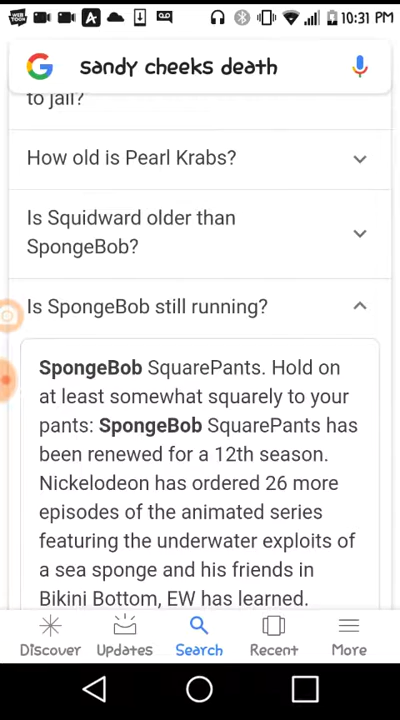 10:31 PM
sandy cheeks death
to jail?
How old is Pearl Krabs?
Is Squidward older than
SpongeBob?
Is SpongeBob still running?
SpongeBob SquarePants. Hold on
at least somewhat squarely to your
pants: SpongeBob SquarePants has
been renewed for a 12th season.
Nickelodeon has ordered 26 more
episodes of the animated series
featuring the underwater exploits of
a sea sponge and his friends in
Bikini Bottom, EW has learned.
Discover Updates Search Recent More